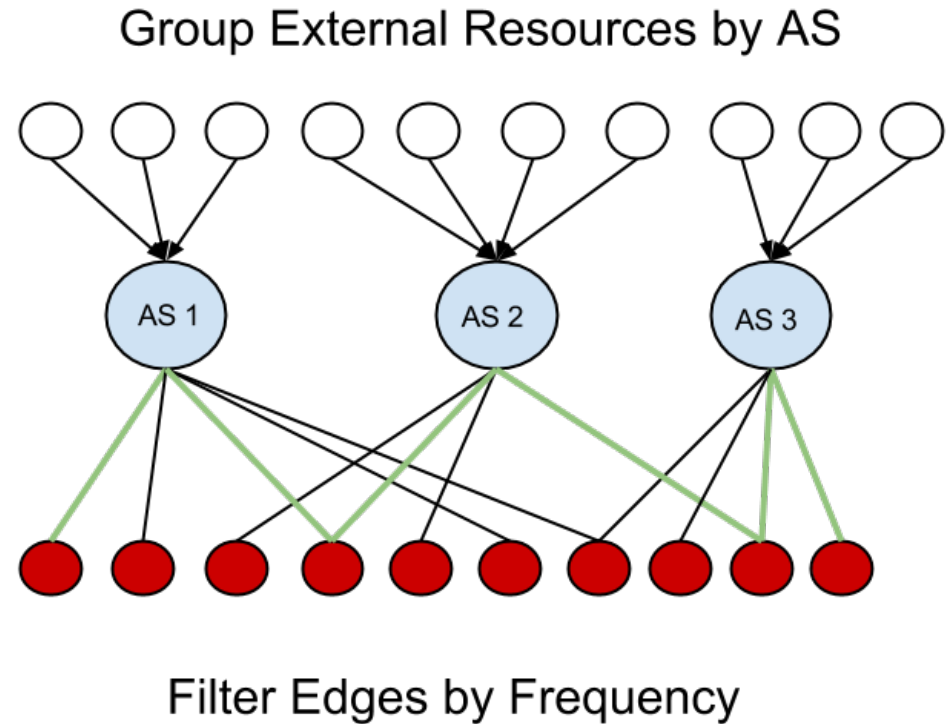 Group External Resources by AS
AS 1
AS 2
AS 3
Filter Edges by Frequency